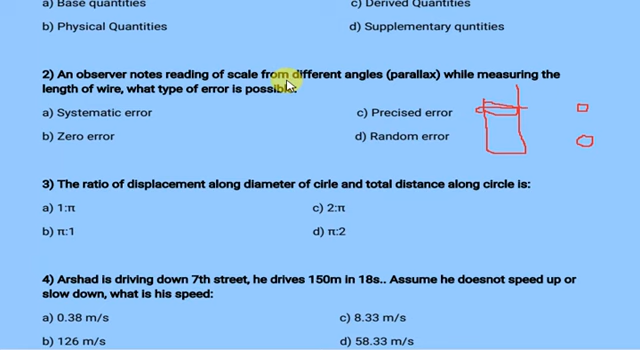 a) Base quantities
c) Derived Quantities
b) Physical Quantities
d) Supplementary quntities
2) An observer notes reading of scale from different angles (parallax) while measuring the
length of wire, what type of error is possible:
a) Systematic error
c) Precised error
b) Zero error
d) Random error
3) The ratio of displacement along diameter of cirle and total distance along circle is:
a) 1:π
c) 2:π
b) π:1
d) π:2
4) Arshad is driving down 7th street, he drives 150m in 18s.. Assume he doesnot speed up or
slow down, what is his speed:
a) 0.38 m/s
c) 8.33 m/s
b) 126 m/s
d) 58.33 m/s